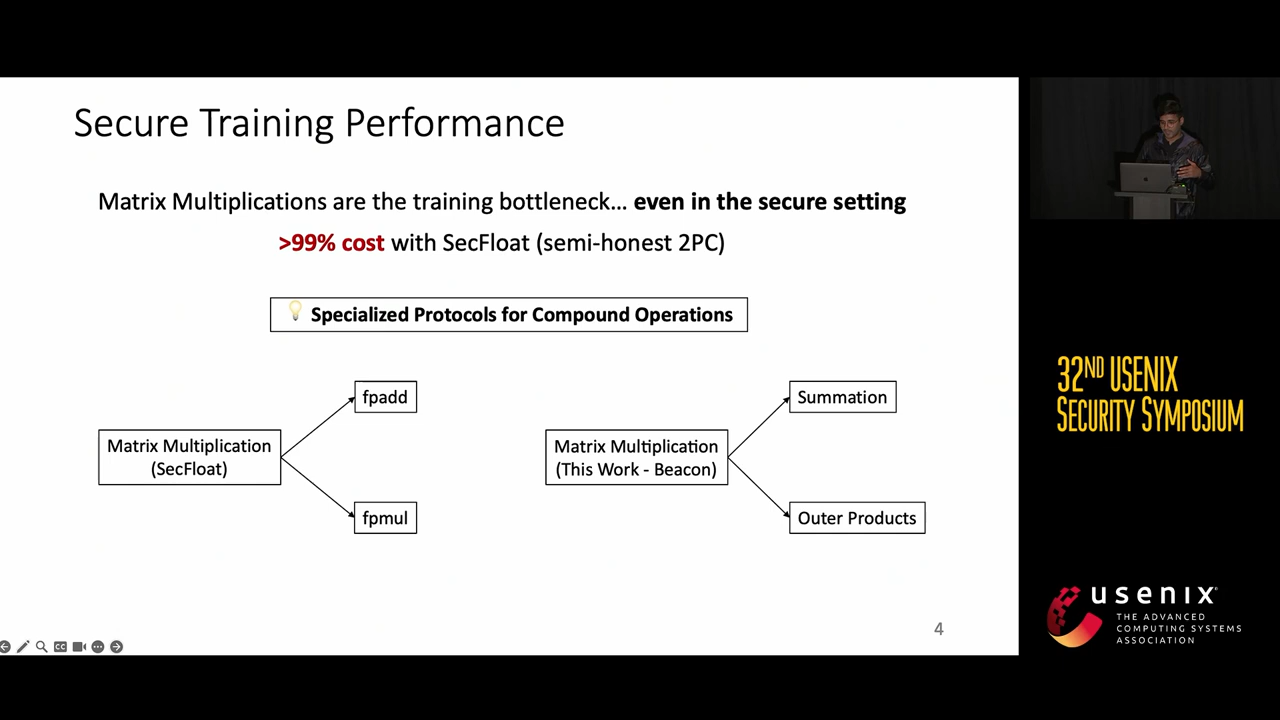 Secure Training Performance
Matrix Multiplications are the training bottleneck... even in the secure setting
>99% cost with SecFloat (semi-honest 2PC)
Specialized Protocols for Compound Operations
fpadd
Matrix Multiplication
(SecFloat)
fpmul
Summation
Matrix Multiplication
(This Work - Beacon)
Outer Products
4
CC
32ND USENIX
SECURITY SYMPOSIUM
usenix
THE ADVANCED
COMPUTING SYSTEMS
ASSOCIATION